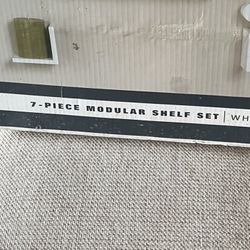 7-PIECE MODULAR SHELF SET | WH